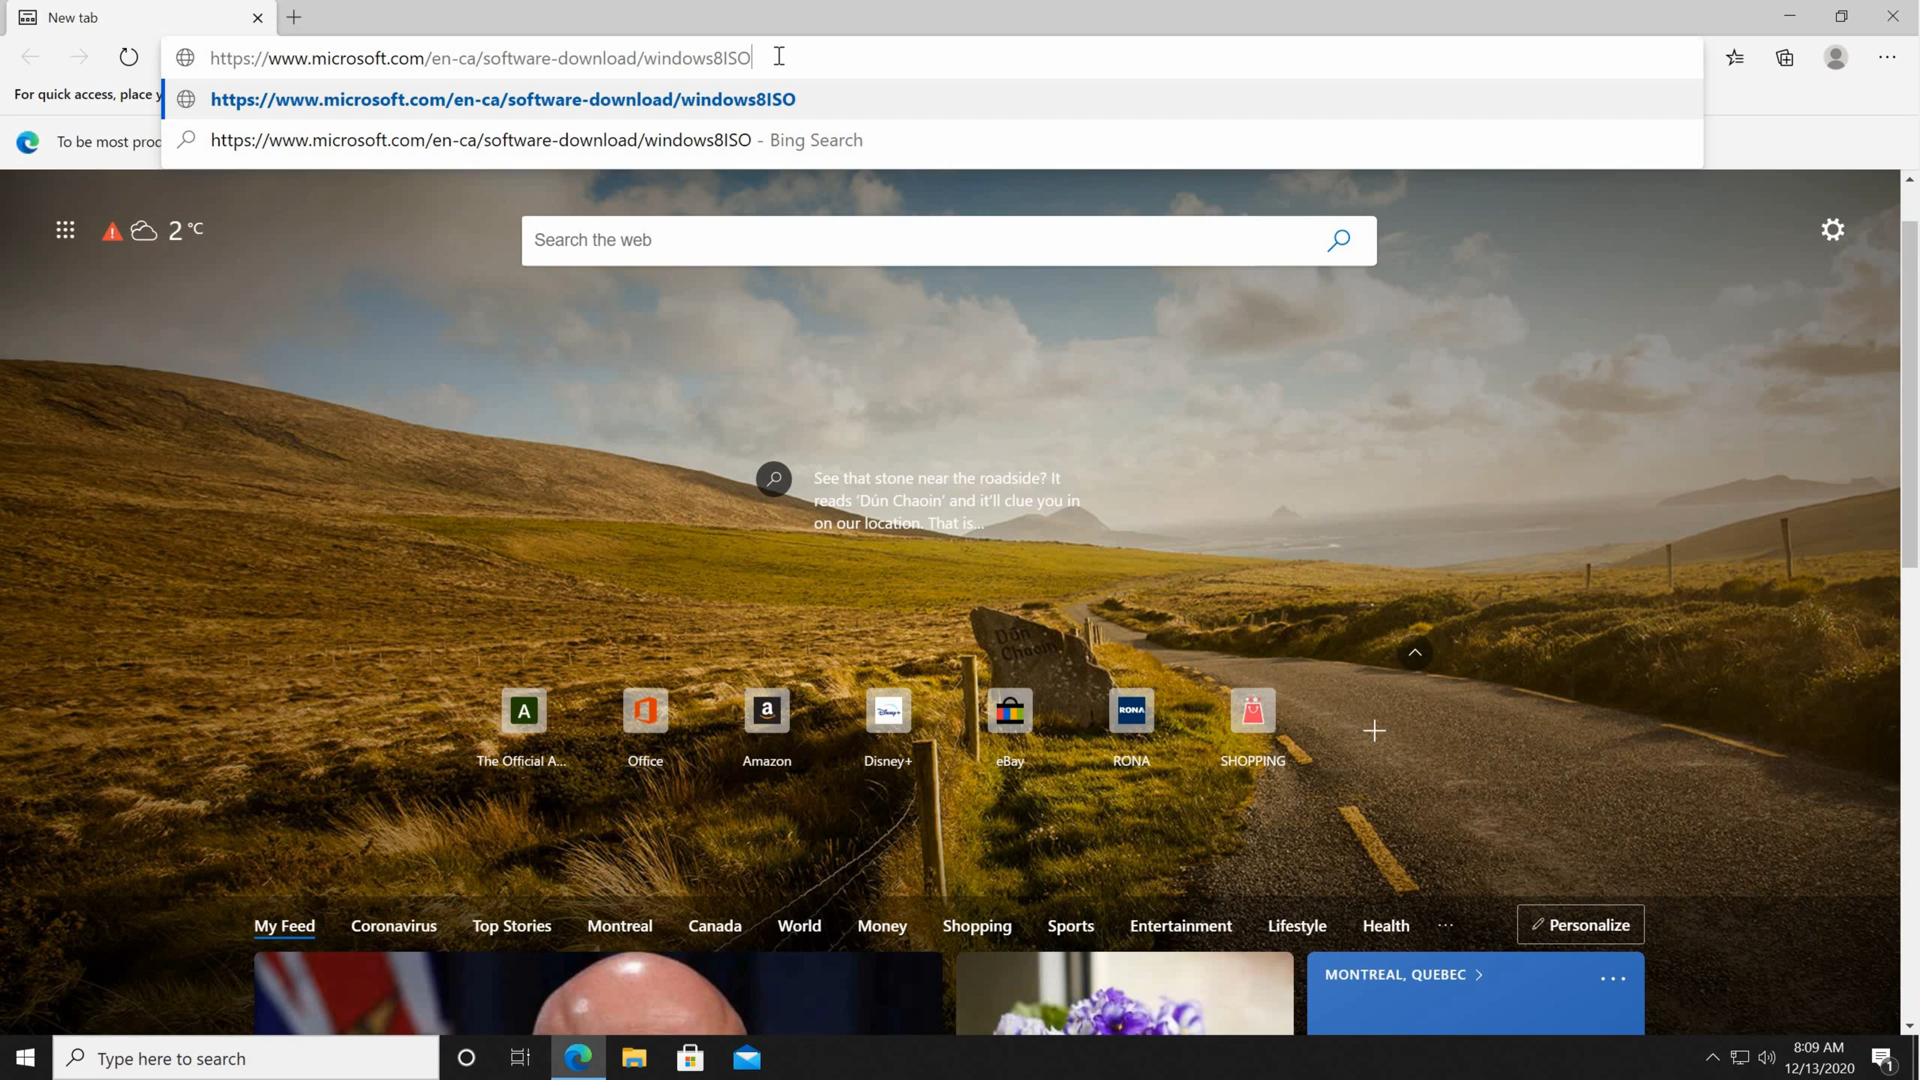 New tab
https://www.microsoft.com/en-ca/software-download/windows8ISO
For quick access, place y
https://www.microsoft.com/en-ca/software-download/windows8ISO
To be most prod
https://www.microsoft.com/en-ca/software-download/windows8ISO - Bing Search
2 °C
Search the web
See that stone near the roadside? It
reads ‘Dún Chaoin’ and it’ll clue you in
on our location. That is...
Dún
Chaoin
A
a
Disney+
RONA
The Official A...
Office
Amazon
Disney+
eBay
RONA
SHOPPING
My Feed
Coronavirus
Top Stories
Montreal
Canada
World
Money
Shopping
Sports
Entertainment
Lifestyle
Health
...
Personalize
MONTREAL, QUEBEC >
...
Type here to search
8:09 AM
12/13/2020
1